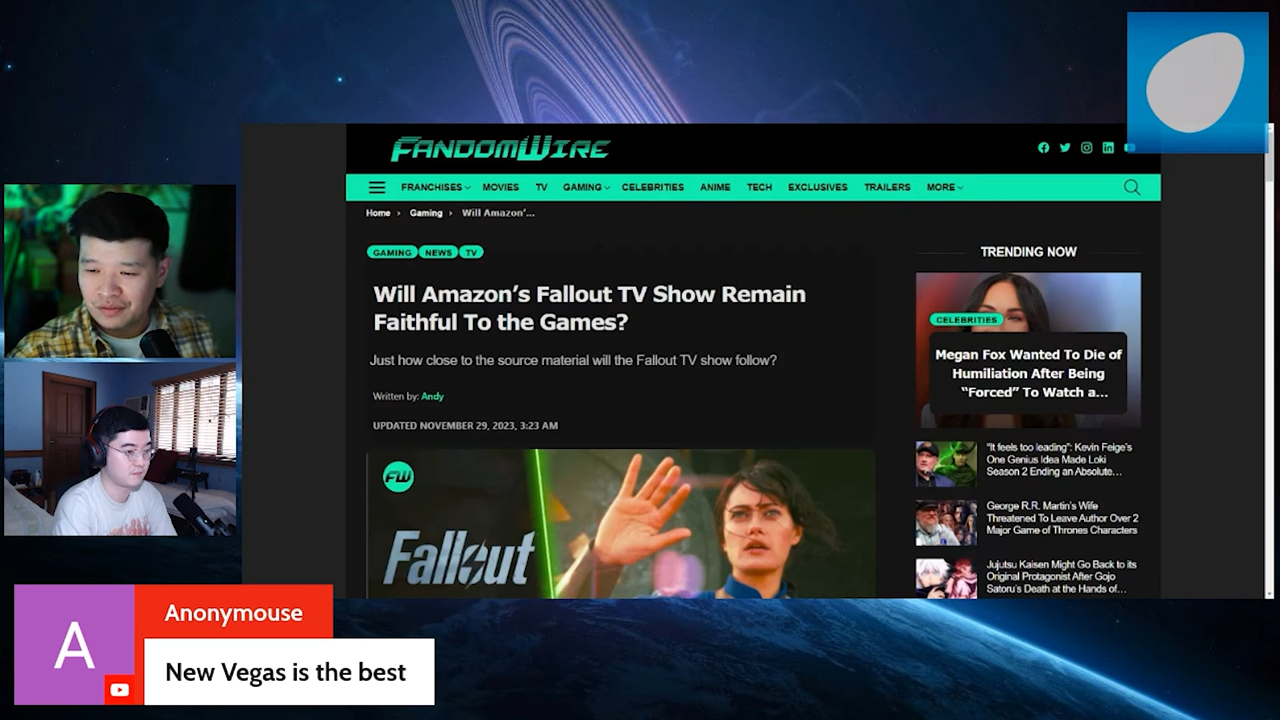 FANDOMWIRE
FRANCHISES MOVIES TV GAMING CELEBRITIES ANIME TECH EXCLUSIVES TRAILERS MORE
Home > Gaming > Will Amazon'...
GAMING NEWS TV
Will Amazon's Fallout TV Show Remain
Faithful To the Games?
Just how close to the source material will the Fallout TV show follow?
Written by: Andy
UPDATED NOVEMBER 29, 2023, 3:23 AM
FW
Fallout
TRENDING NOW
CELEBRITIES
Megan Fox Wanted To Die of
Humiliation After Being
"Forced" To Watch a...
"It feels too leading": Kevin Feige's
One Genius Idea Made Loki
Season 2 Ending an Absolute...
George R.R. Martin's Wife
Threatened To Leave Author Over 2
Major Game of Thrones Characters
Jujutsu Kaisen Might Go Back to its
Original Protagonist After Gojo
Satoru's Death at the Hands of...
A
Anonymouse
New Vegas is the best